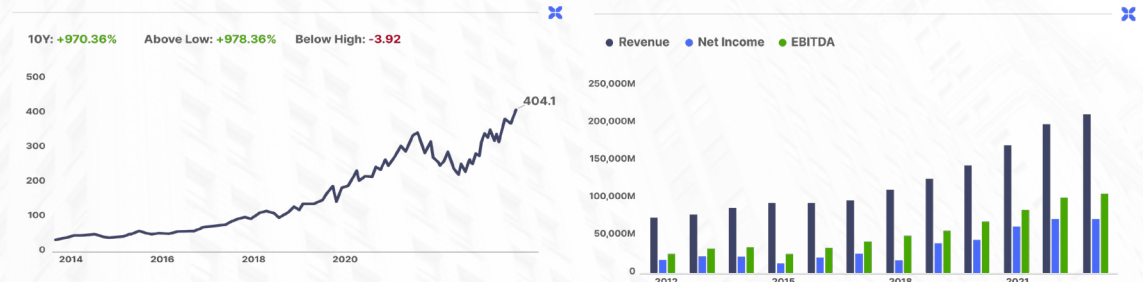 10Y: +970.36% Above Low: +978.36% Below High: -3.92
500
400
300
200
100
0
404.1
2014 2016 2018 2020
Revenue Net Income EBITDA
250,000M
200,000M
150,000M
100,000M
50,000M
0
2012 2015 2018 2021